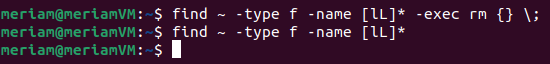 meriam@meriamVM:~$ find ~ -type f -name [lL]* -exec rm {} \;
meriam@meriamVM:~$ find ~ -type f -name [lL]*
meriam@meriamVM:~$